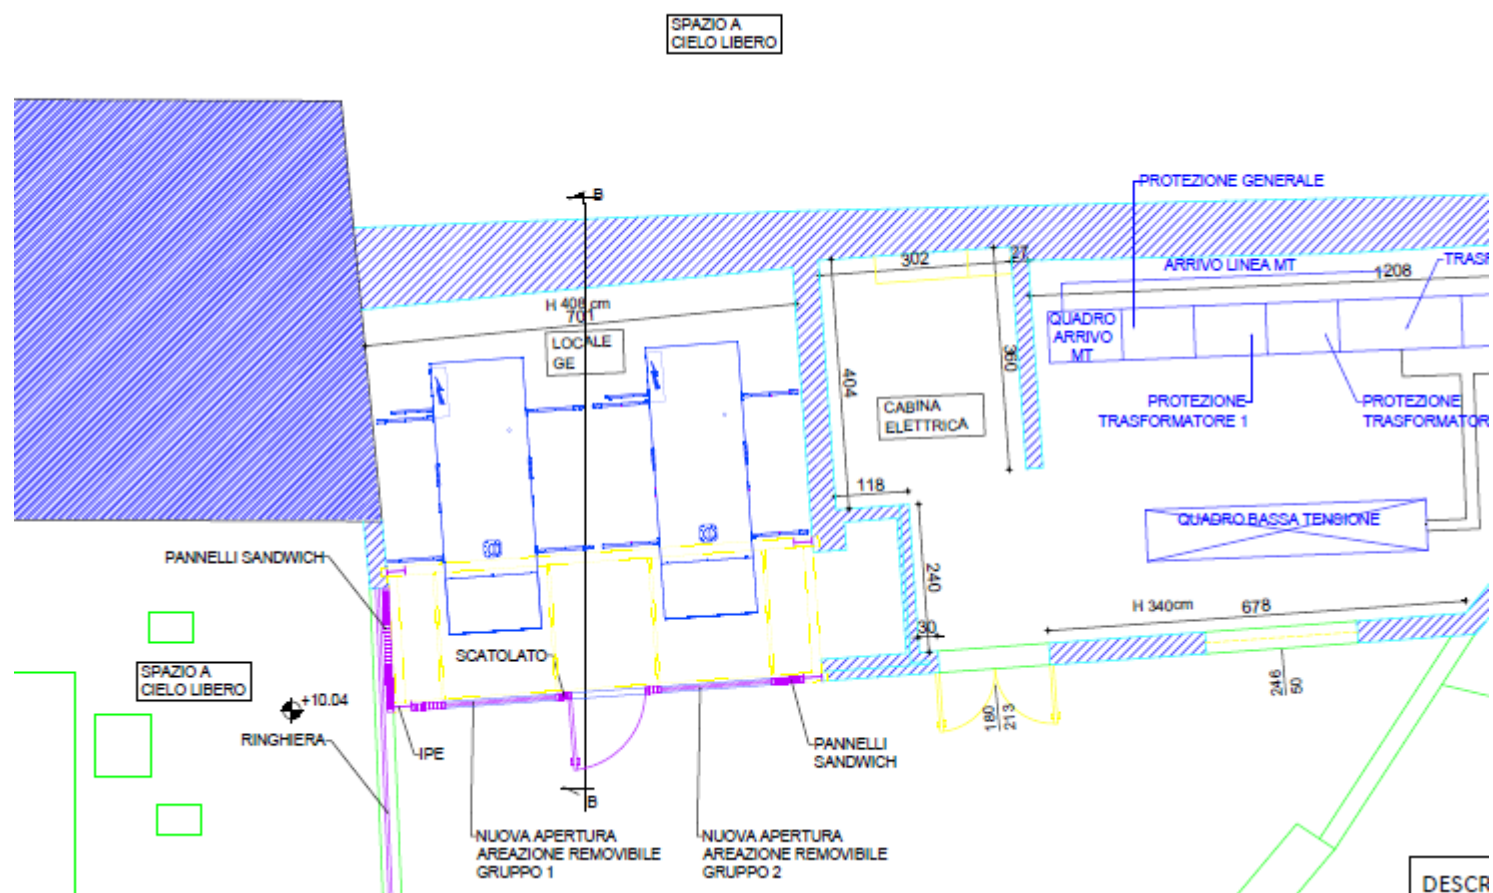 SPAZIO A
CIELO LIBERO
B
PROTEZIONE GENERALE
302
27
ARRIVO LINEA MT
1208
TRASF
H 408 cm
701
LOCALE
GE
QUADRO
ARRIVO
MT
360
404
CABINA
ELETTRICA
PROTEZIONE
TRASFORMATORE 1
PROTEZIONE
TRASFORMATOR
118
QUADRO BASSA TENSIONE
PANNELLI SANDWICH
240
H 340cm
678
30
SCATOLATO
SPAZIO A
CIELO LIBERO
+10.04
246
50
180
213
RINGHIERA
IPE
PANNELLI
SANDWICH
B
NUOVA APERTURA
AREAZIONE REMOVIBILE
GRUPPO 1
NUOVA APERTURA
AREAZIONE REMOVIBILE
GRUPPO 2
DESCR